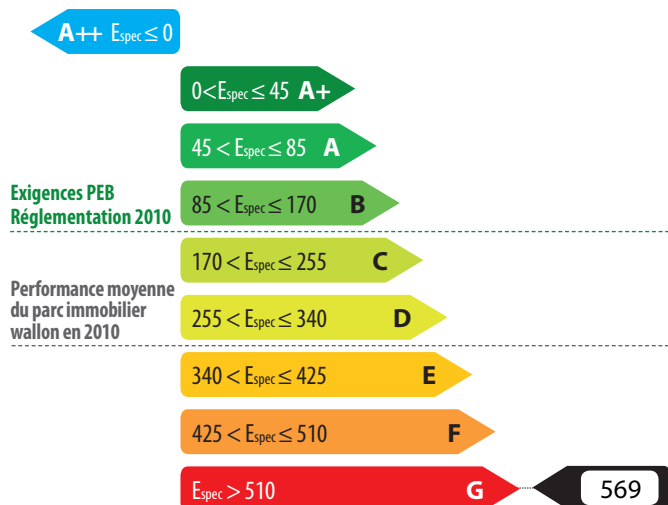 A++ Espec ≤ 0
0<Espec ≤ 45 A+
45 < Espec ≤ 85 A
Exigences PEB
Réglementation 2010
85 < Espec ≤ 170 B
170 < Espec ≤ 255 C
Performance moyenne
du parc immobilier
wallon en 2010
255 < Espec ≤ 340 D
340 < Espec ≤ 425 E
425 < Espec ≤ 510 F
Espec > 510 G 569